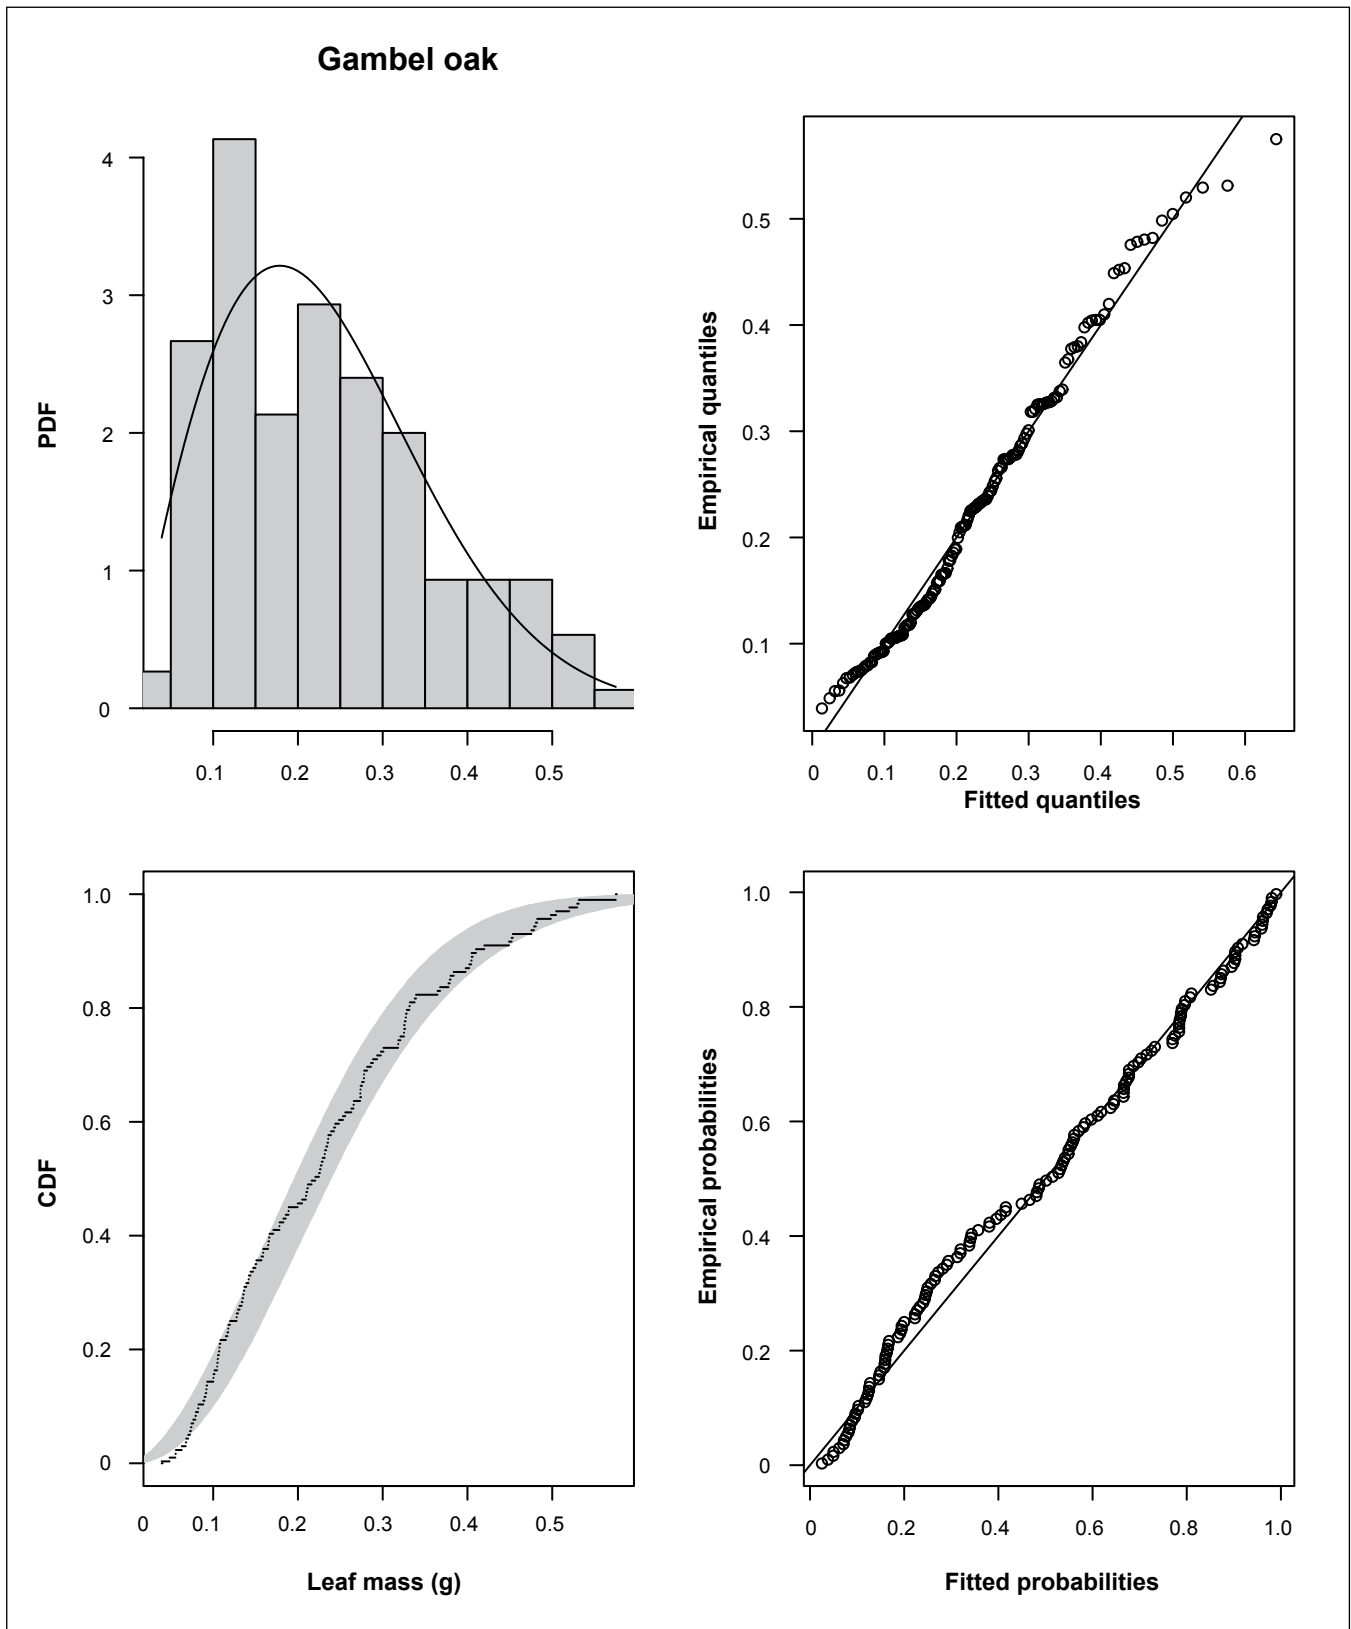 Gambel oak
PDF
4
3
2
1
0
0.1 0.2 0.3 0.4 0.5
Empirical quantiles
0.5
0.4
0.3
0.2
0.1
0 0.1 0.2 0.3 0.4 0.5 0.6
Fitted quantiles
CDF
1.0
0.8
0.6
0.4
0.2
0
0 0.1 0.2 0.3 0.4 0.5
Leaf mass (g)
Empirical probabilities
1.0
0.8
0.6
0.4
0.2
0
0 0.2 0.4 0.6 0.8 1.0
Fitted probabilities